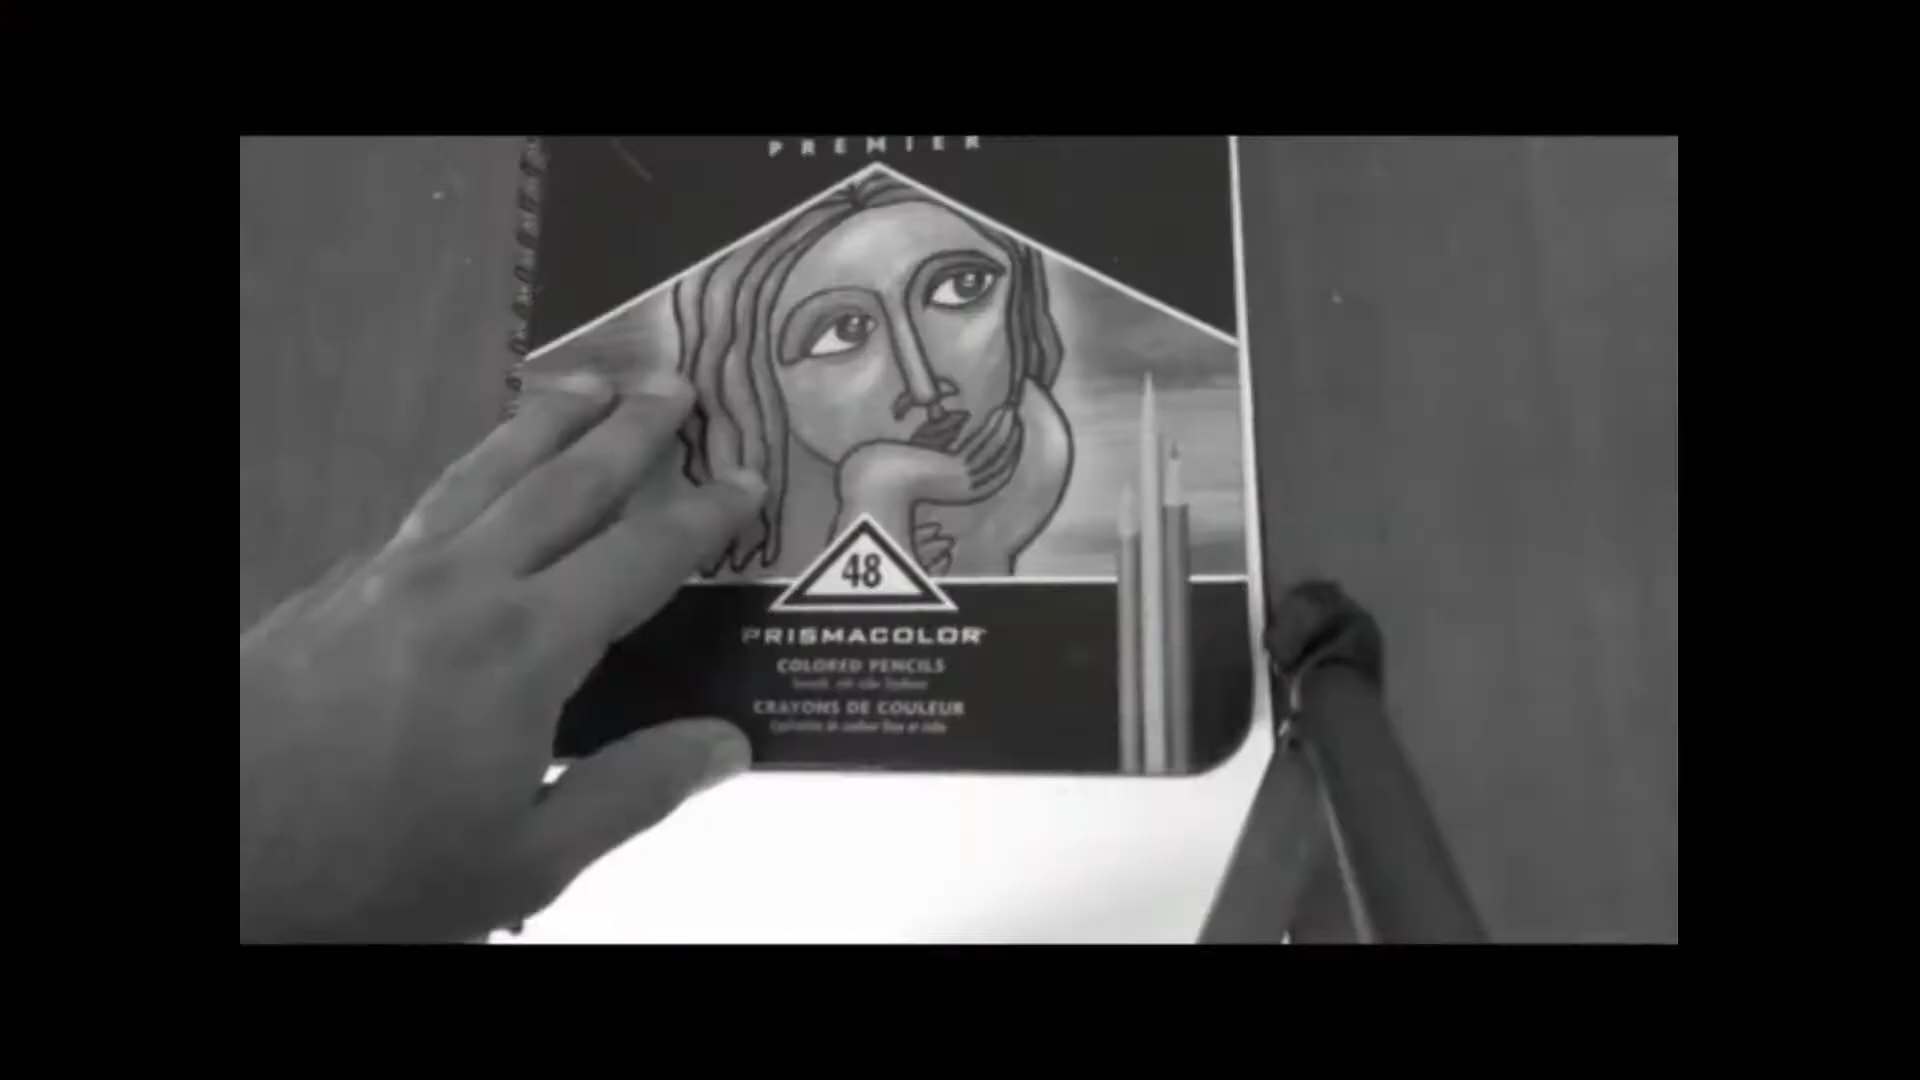 PREMIER
48
PRISMACOLOR
COLORED PENCILS
CRAYONS DE COULEUR